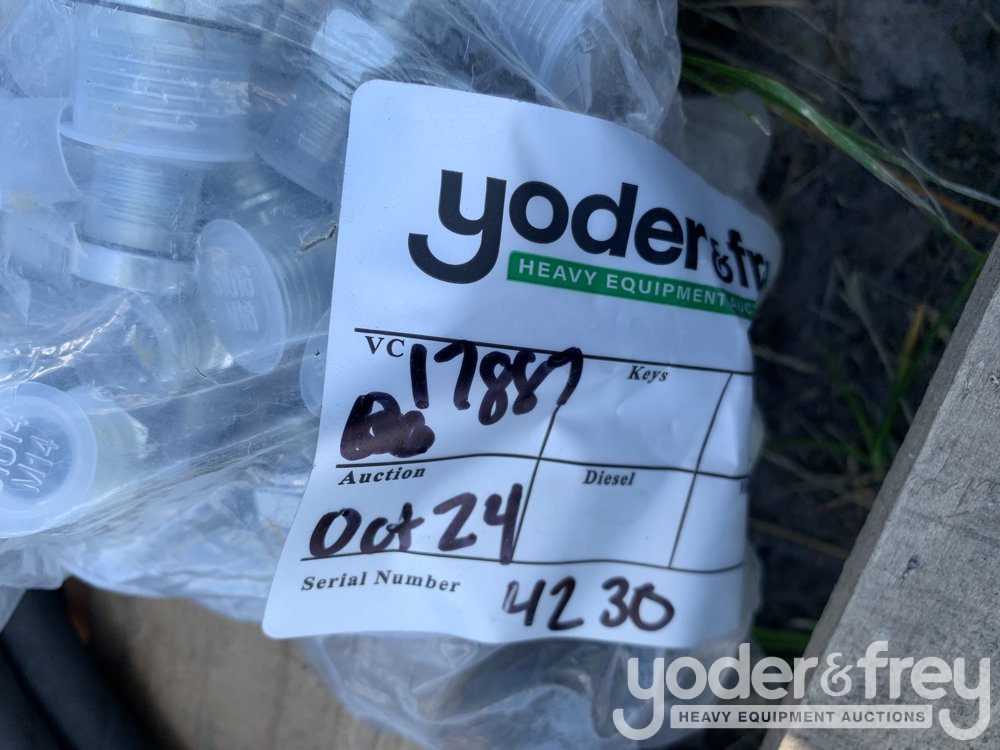 yoder & fre
HEAVY EQUIPMENT AUC
VC 17887
Keys
Auction
Diesel
Oct 24
Serial Number 4230
M14
yoder & frey
HEAVY EQUIPMENT AUCTIONS